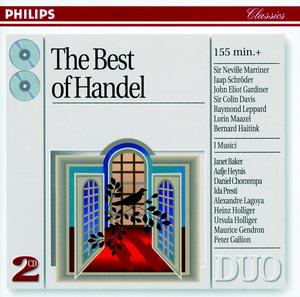 PHILIPS
Classics
The Best
of Handel
155 min.+
Sir Neville Marriner
Jaap Schröder
John Eliot Gardiner
Sir Colin Davis
Raymond Leppard
Lorin Maazel
Bernard Haitink
I Musici
Janet Baker
Aafje Heynis
Daniel Chorzempa
Ida Presti
Alexandre Lagoya
Heinz Holliger
Ursula Holliger
Maurice Gendron
Peter Gallion
2 CD
DUO